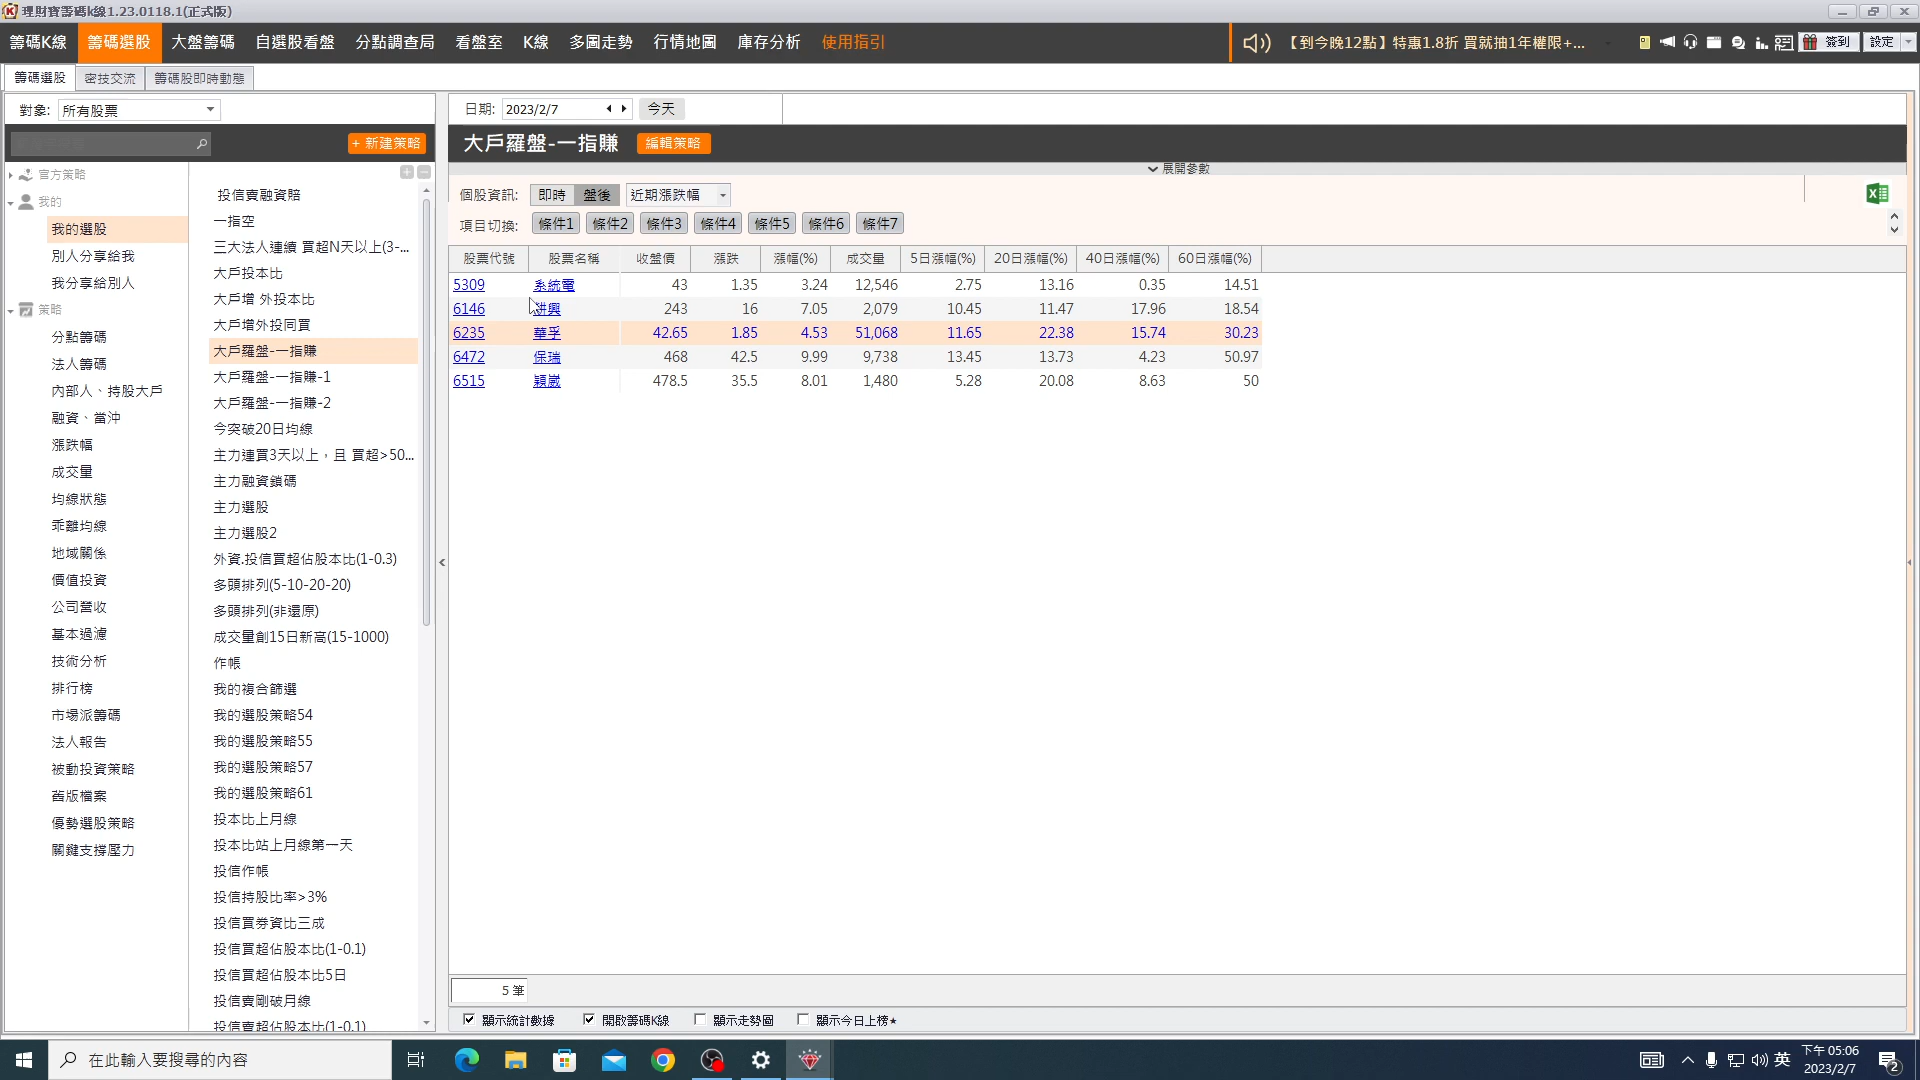 理財寶籌碼k線1.23.0118.1(正式版)
籌碼K線 籌碼選股 大盤籌碼 自選股看盤 分點調查局 看盤室 K線 多圖走勢 行情地圖 庫存分析 使用指引 【到今晚12點】特惠1.8折 買就抽1年權限+... 簽到 設定
籌碼選股 密技交流 籌碼股即時動態
對象: 所有股票
+ 新建策略
官方策略
我的
我的選股
別人分享給我
我分享給別人
策略
分點籌碼
法人籌碼
內部人、持股大戶
融資、當沖
漲跌幅
成交量
均線狀態
乖離均線
地域關係
價值投資
公司營收
基本過濾
技術分析
排行榜
市場派籌碼
法人報告
被動投資策略
舊版檔案
優勢選股策略
關鍵支撐壓力
投信賣融資賠
一指空
三大法人連續 買超N天以上(3-...
大戶投本比
大戶增 外投本比
大戶增外投同買
大戶羅盤-一指賺
大戶羅盤-一指賺-1
大戶羅盤-一指賺-2
今突破20日均線
主力連買3天以上，且 買超>50...
主力融資鎖碼
主力選股
主力選股2
外資.投信買超佔股本比(1-0.3)
多頭排列(5-10-20-20)
多頭排列(非還原)
成交量創15日新高(15-1000)
作帳
我的複合篩選
我的選股策略54
我的選股策略55
我的選股策略57
我的選股策略61
投本比上月線
投本比站上月線第一天
投信作帳
投信持股比率>3%
投信買券資比三成
投信買超佔股本比(1-0.1)
投信買超佔股本比5日
投信賣剛破月線
投信賣超佔股本比(1-0.1)
日期: 2023/2/7 今天
大戶羅盤-一指賺 編輯策略
展開參數
個股資訊: 即時 盤後 近期漲跌幅
項目切換: 條件1 條件2 條件3 條件4 條件5 條件6 條件7
股票代號 股票名稱 收盤價 漲跌 漲幅(%) 成交量 5日漲幅(%) 20日漲幅(%) 40日漲幅(%) 60日漲幅(%)
5309 系統電 43 1.35 3.24 12,546 2.75 13.16 0.35 14.51
6146 耕興 243 16 7.05 2,079 10.45 11.47 17.96 18.54
6235 華孚 42.65 1.85 4.53 51,068 11.65 22.38 15.74 30.23
6472 保瑞 468 42.5 9.99 9,738 13.45 13.73 4.23 50.97
6515 穎崴 478.5 35.5 8.01 1,480 5.28 20.08 8.63 50
5 筆
顯示統計數據 開啟籌碼K線 顯示走勢圖 顯示今日上榜★
在此輸入要搜尋的內容
英 下午 05:06
2023/2/7
2